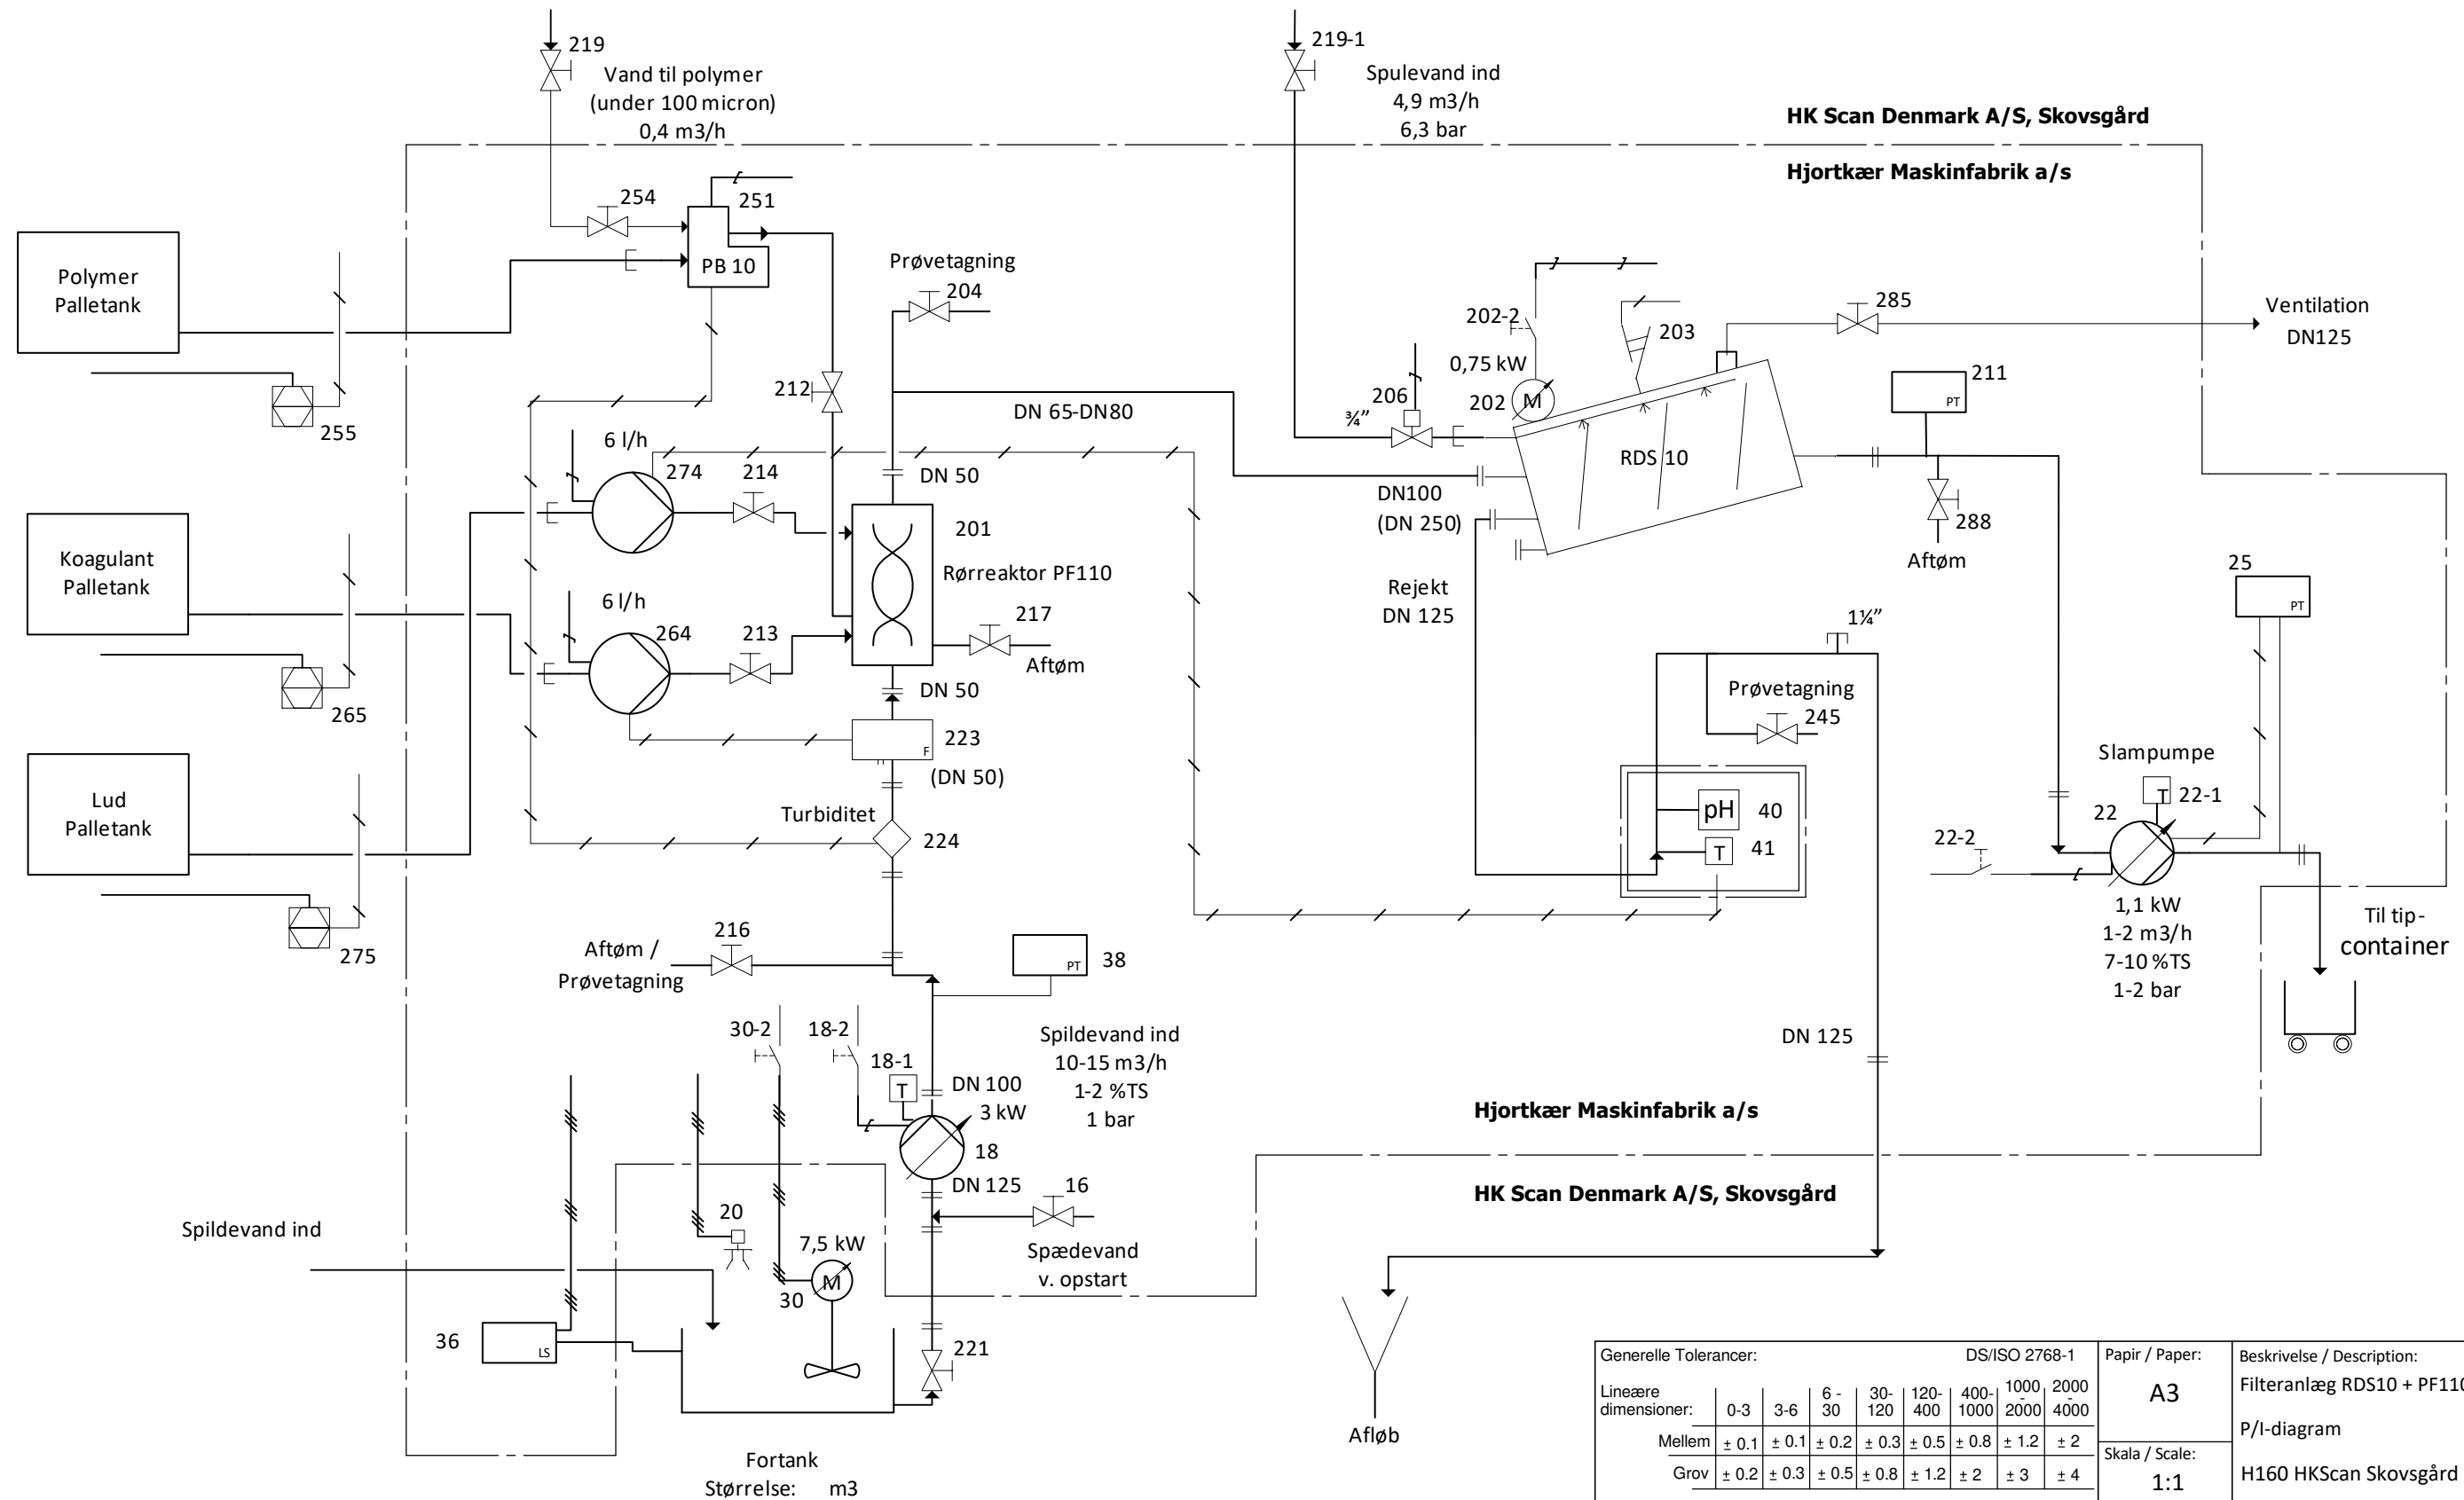 219
Vand til polymer
(under 100 micron)
0,4 m3/h
219-1
Spulevand ind
4,9 m3/h
6,3 bar
HK Scan Denmark A/S, Skovsgård
Hjortkær Maskinfabrik a/s
254
251
PB 10
Polymer
Palletank
255
Prøvetagning
204
212
DN 65-DN80
202-2
203
0,75 kW
202
M
206
¾”
RDS 10
285
Ventilation
DN125
211
PT
288
Aftøm
DN100
(DN 250)
Rejekt
DN 125
6 l/h
274
214
DN 50
201
Rørreaktor PF110
Koagulant
Palletank
265
6 l/h
264
213
217
Aftøm
DN 50
223
F
(DN 50)
Lud
Palletank
275
Turbiditet
224
1¼”
Prøvetagning
245
pH
40
T
41
25
PT
Slampumpe
T
22-1
22
22-2
1,1 kW
1-2 m3/h
7-10 %TS
1-2 bar
Til tip-
container
216
Aftøm /
Prøvetagning
38
PT
30-2
18-2
18-1
T
DN 100
3 kW
18
Spildevand ind
10-15 m3/h
1-2 %TS
1 bar
DN 125
DN 125
16
Spædevand
v. opstart
Hjortkær Maskinfabrik a/s
HK Scan Denmark A/S, Skovsgård
Spildevand ind
20
7,5 kW
M
30
36
LS
221
Fortank
Størrelse: m3
Afløb
Generelle Tolerancer: DS/ISO 2768-1
Lineære
dimensioner: 0-3 3-6 6 - 30 30- 120 120- 400 400- 1000 1000 - 2000 2000 - 4000
Mellem ± 0.1 ± 0.1 ± 0.2 ± 0.3 ± 0.5 ± 0.8 ± 1.2 ± 2
Grov ± 0.2 ± 0.3 ± 0.5 ± 0.8 ± 1.2 ± 2 ± 3 ± 4
Papir / Paper:
A3
Skala / Scale:
1:1
Beskrivelse / Description:
Filteranlæg RDS10 + PF110
P/I-diagram
H160 HKScan Skovsgård